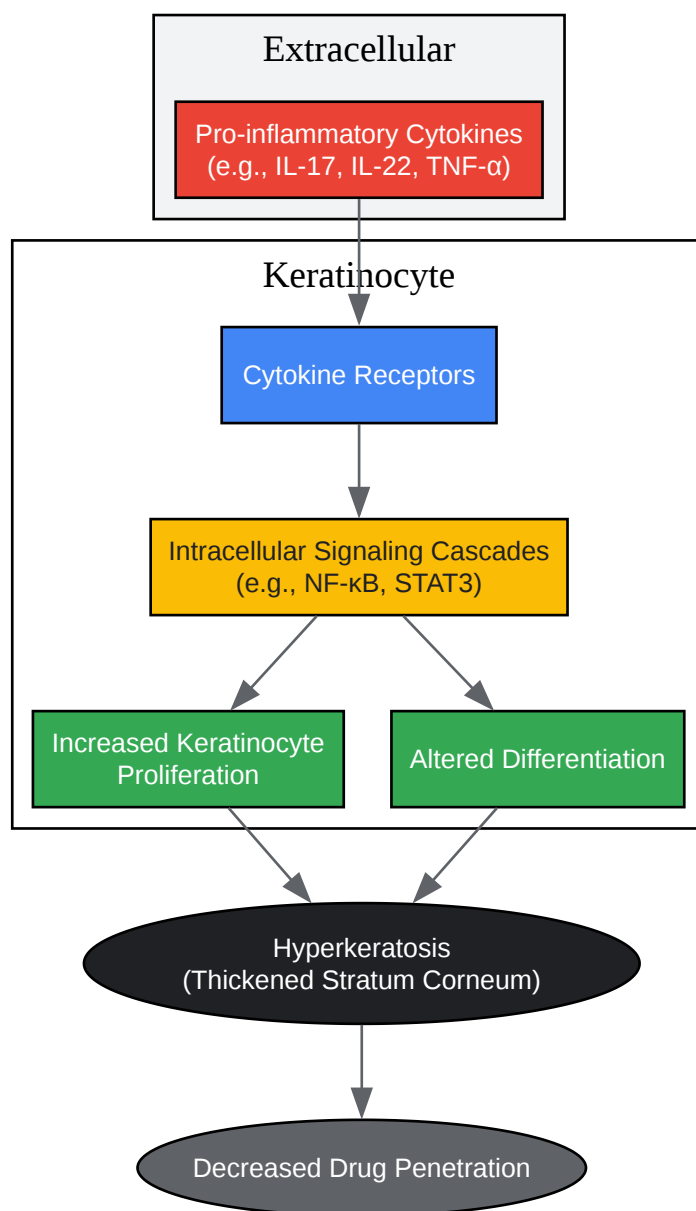 Extracellular
Pro-inflammatory Cytokines
(e.g., IL-17, IL-22, TNF-α)
Keratinocyte
Cytokine Receptors
Intracellular Signaling Cascades
(e.g., NF-κB, STAT3)
Increased Keratinocyte
Proliferation
Altered Differentiation
Hyperkeratosis
(Thickened Stratum Corneum)
Decreased Drug Penetration